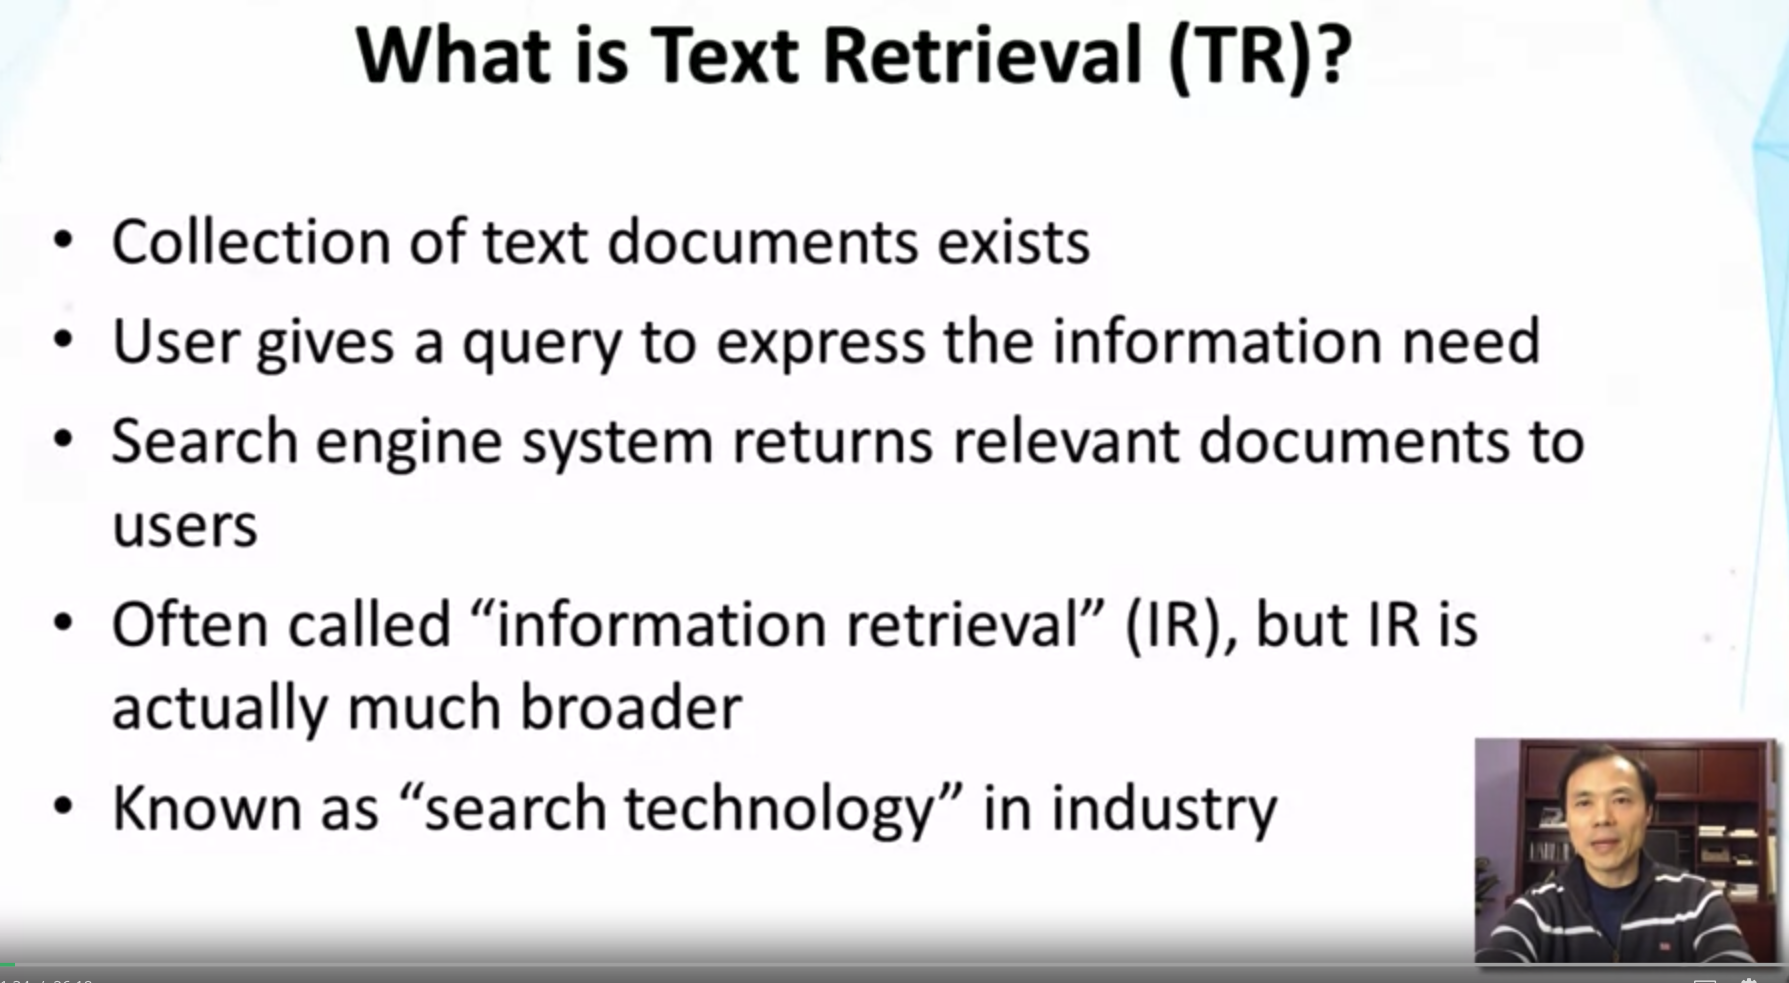 What is Text Retrieval (TR)?
• Collection of text documents exists
• User gives a query to express the information need
• Search engine system returns relevant documents to
users
• Often called “information retrieval” (IR), but IR is
actually much broader
• Known as “search technology” in industry